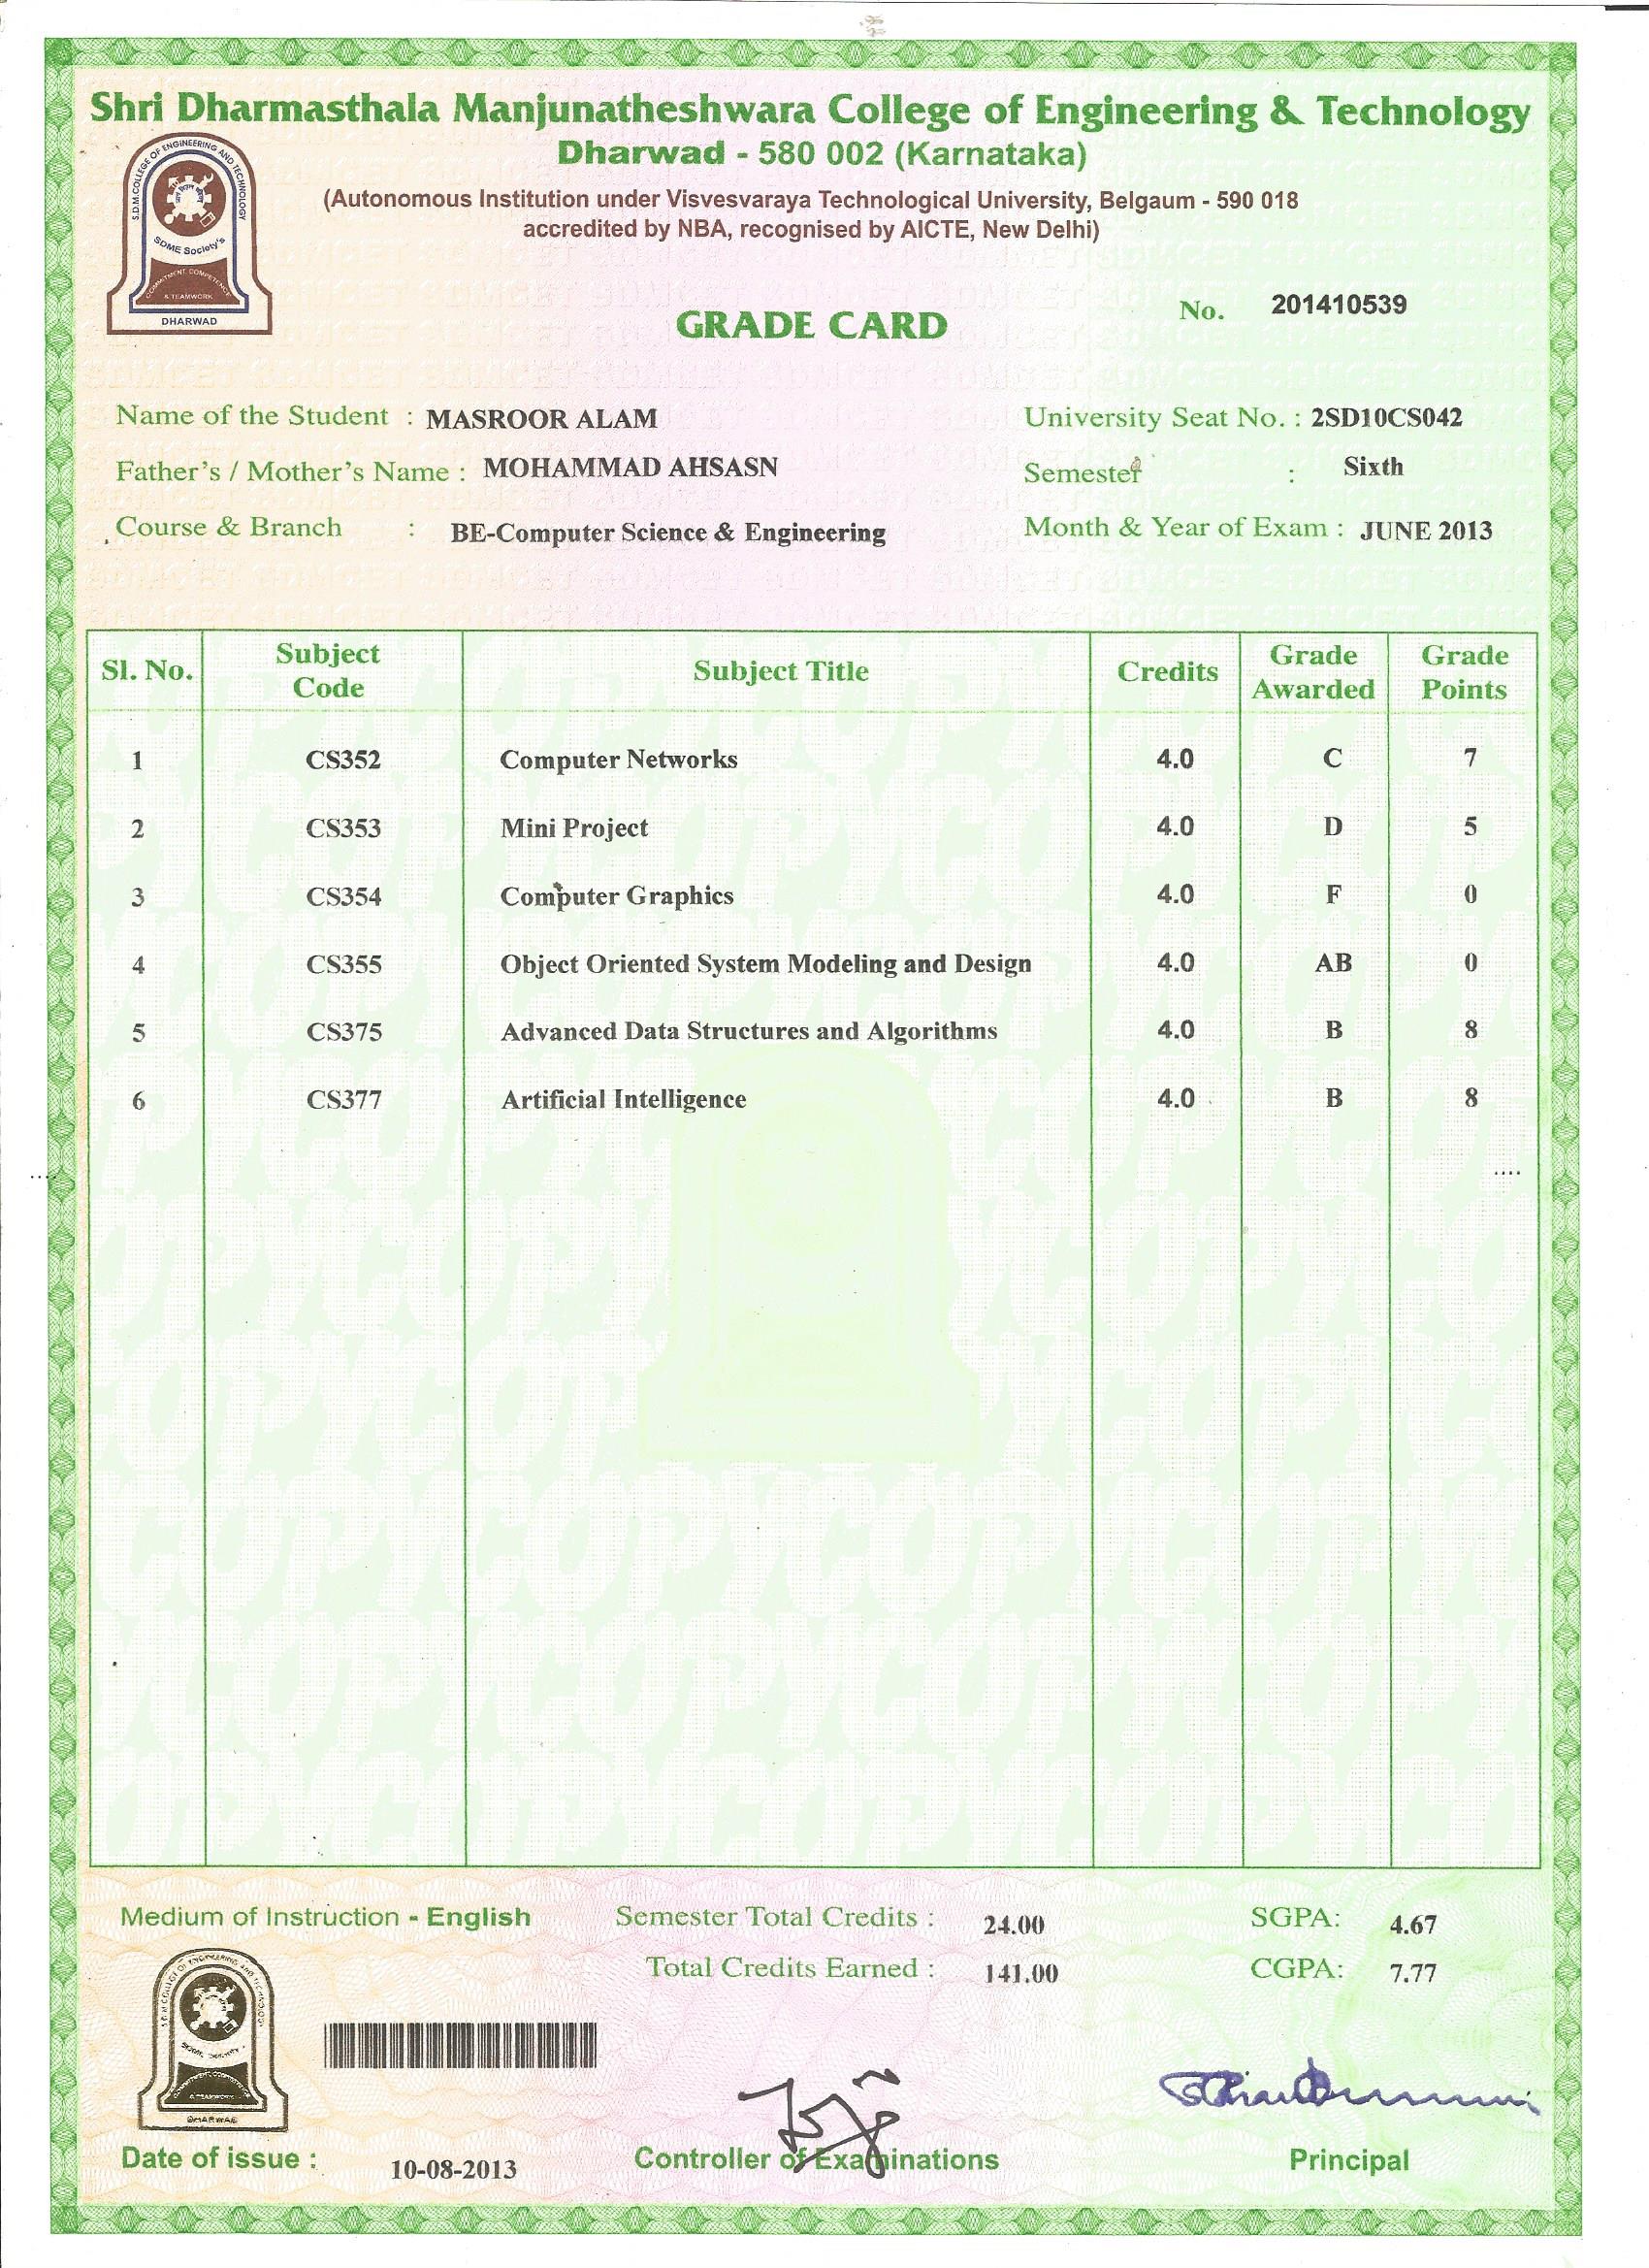 Shri Dharmasthala Manjunatheshwara College of Engineering & Technology
Dharwad - 580 002 (Karnataka)
(Autonomous Institution under Visvesvaraya Technological University, Belgaum - 590 018
accredited by NBA, recognised by AICTE, New Delhi)
S.D.M.COLLEGE OF ENGINEERING AND TECHNOLOGY
SDME Society's
COMMITMENT, COMPETENCE
& TEAMWORK
DHARWAD
No. 201410539
GRADE CARD
Name of the Student : MASROOR ALAM University Seat No. : 2SD10CS042
Father's / Mother's Name : MOHAMMAD AHSASN Semester : Sixth
Course & Branch : BE-Computer Science & Engineering Month & Year of Exam : JUNE 2013
Sl. No. Subject Code Subject Title Credits Grade Awarded Grade Points
1 CS352 Computer Networks 4.0 C 7
2 CS353 Mini Project 4.0 D 5
3 CS354 Computer Graphics 4.0 F 0
4 CS355 Object Oriented System Modeling and Design 4.0 AB 0
5 CS375 Advanced Data Structures and Algorithms 4.0 B 8
6 CS377 Artificial Intelligence 4.0 B 8
Medium of Instruction - English Semester Total Credits : 24.00 SGPA: 4.67
Total Credits Earned : 141.00 CGPA: 7.77
& TEAMWORK
DHARWAD
Date of issue : 10-08-2013 Controller of Examinations Principal